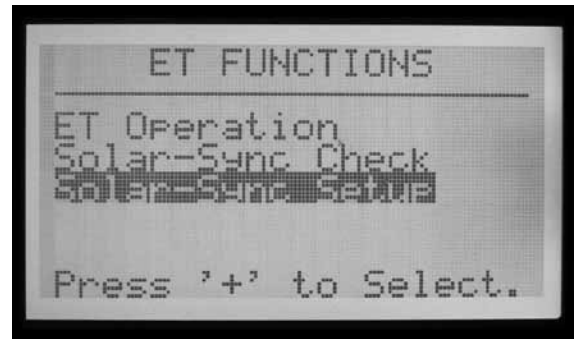 ET FUNCTIONS
ET Operation
Solar-Sync Check
Solar-Sync Setup
Press '+' to Select.